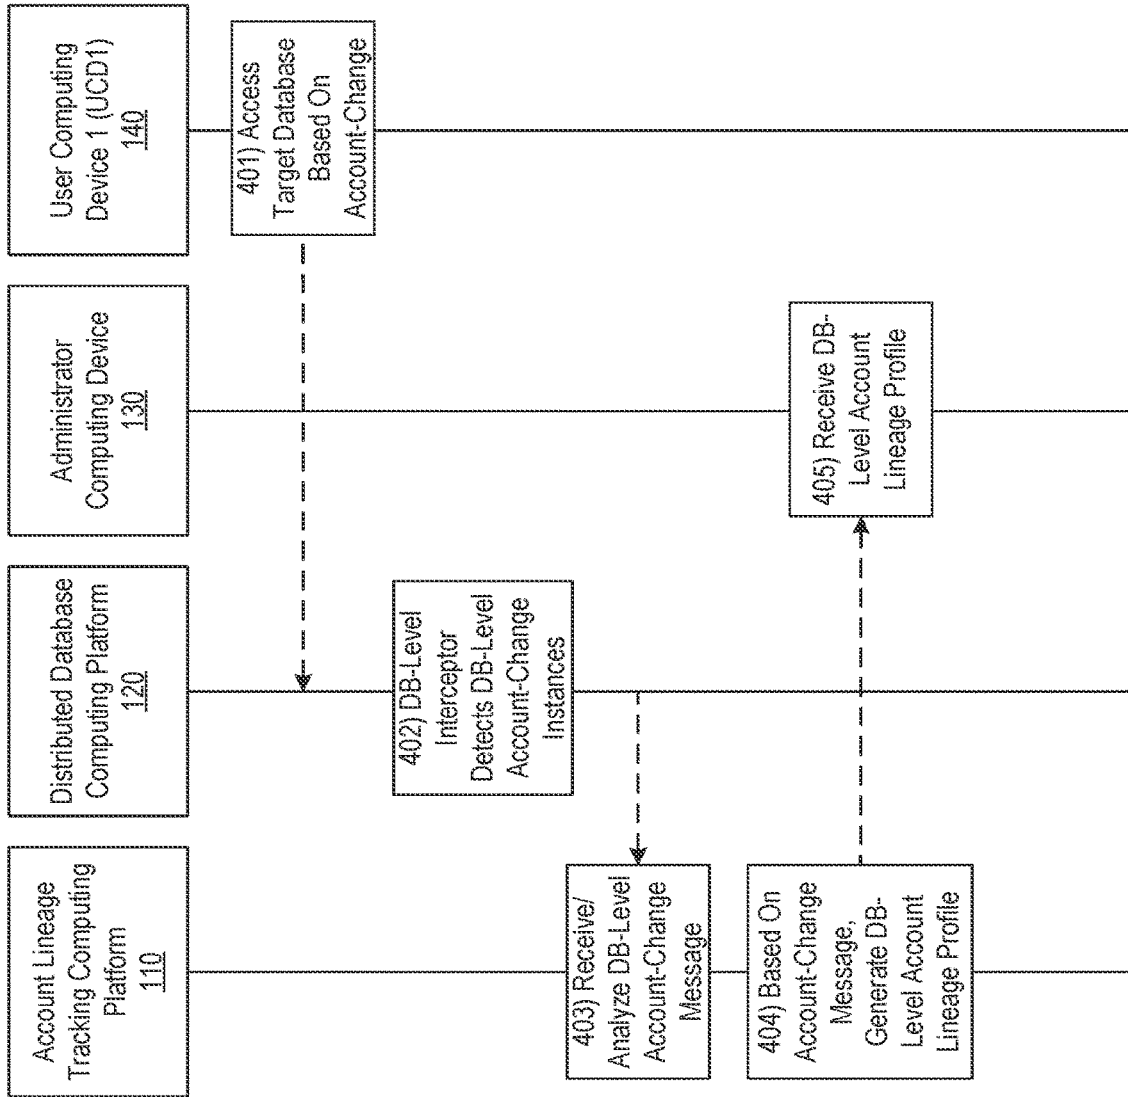 Account Lineage
Tracking Computing
Platform
110
Distributed Database
Computing Platform
120
Administrator
Computing Device
130
User Computing
Device 1 (UCD1)
140
401) Access
Target Database
Based On
Account-Change
402) DB-Level
Interceptor
Detects DB-Level
Account-Change
Instances
403) Receive/
Analyze DB-Level
Account-Change
Message
404) Based On
Account-Change
Message,
Generate DB-
Level Account
Lineage Profile
405) Receive DB-
Level Account
Lineage Profile